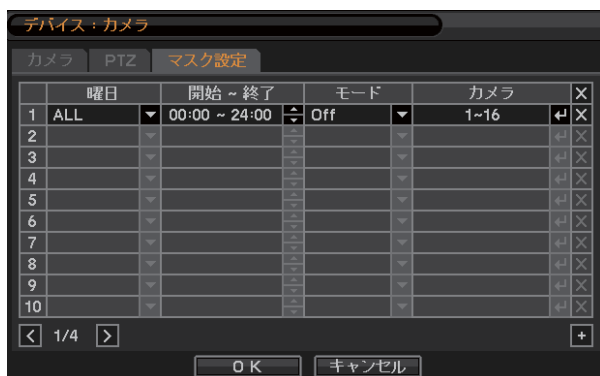 デバイス：カメラ
カメラ PTZ マスク設定
曜日 開始 ~ 終了 モード カメラ X
1 ALL 00:00 ~ 24:00 Off 1~16 X
2 X
3 X
4 X
5 X
6 X
7 X
8 X
9 X
10 X
< 1/4 > +
OK キャンセル